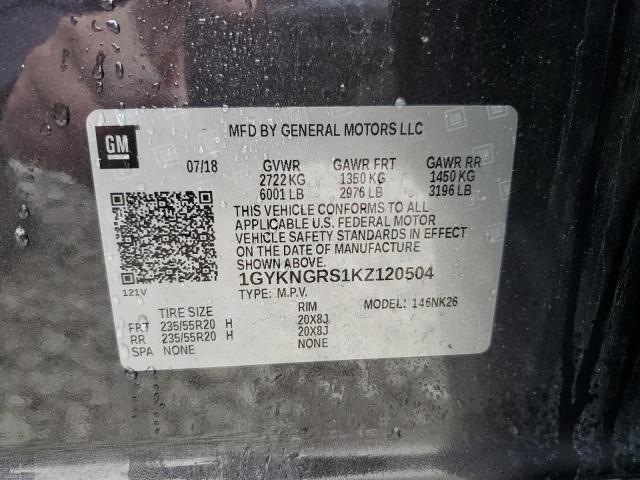 GM
MFD BY GENERAL MOTORS LLC
07/18 GVWR GAWR FRT GAWR RR
2722 KG 1350 KG 1450 KG
6001 LB 2976 LB 3196 LB
THIS VEHICLE CONFORMS TO ALL
APPLICABLE U.S. FEDERAL MOTOR
VEHICLE SAFETY STANDARDS IN
EFFECT ON THE DATE OF MANUFACTURE
SHOWN ABOVE.
1GYKNGRS1KZ120504
121V
TYPE: M.P.V. MODEL: 146NK26
TIRE SIZE RIM
FRT 235/55R20 H 20X8J
RR 235/55R20 H 20X8J
SPA NONE NONE